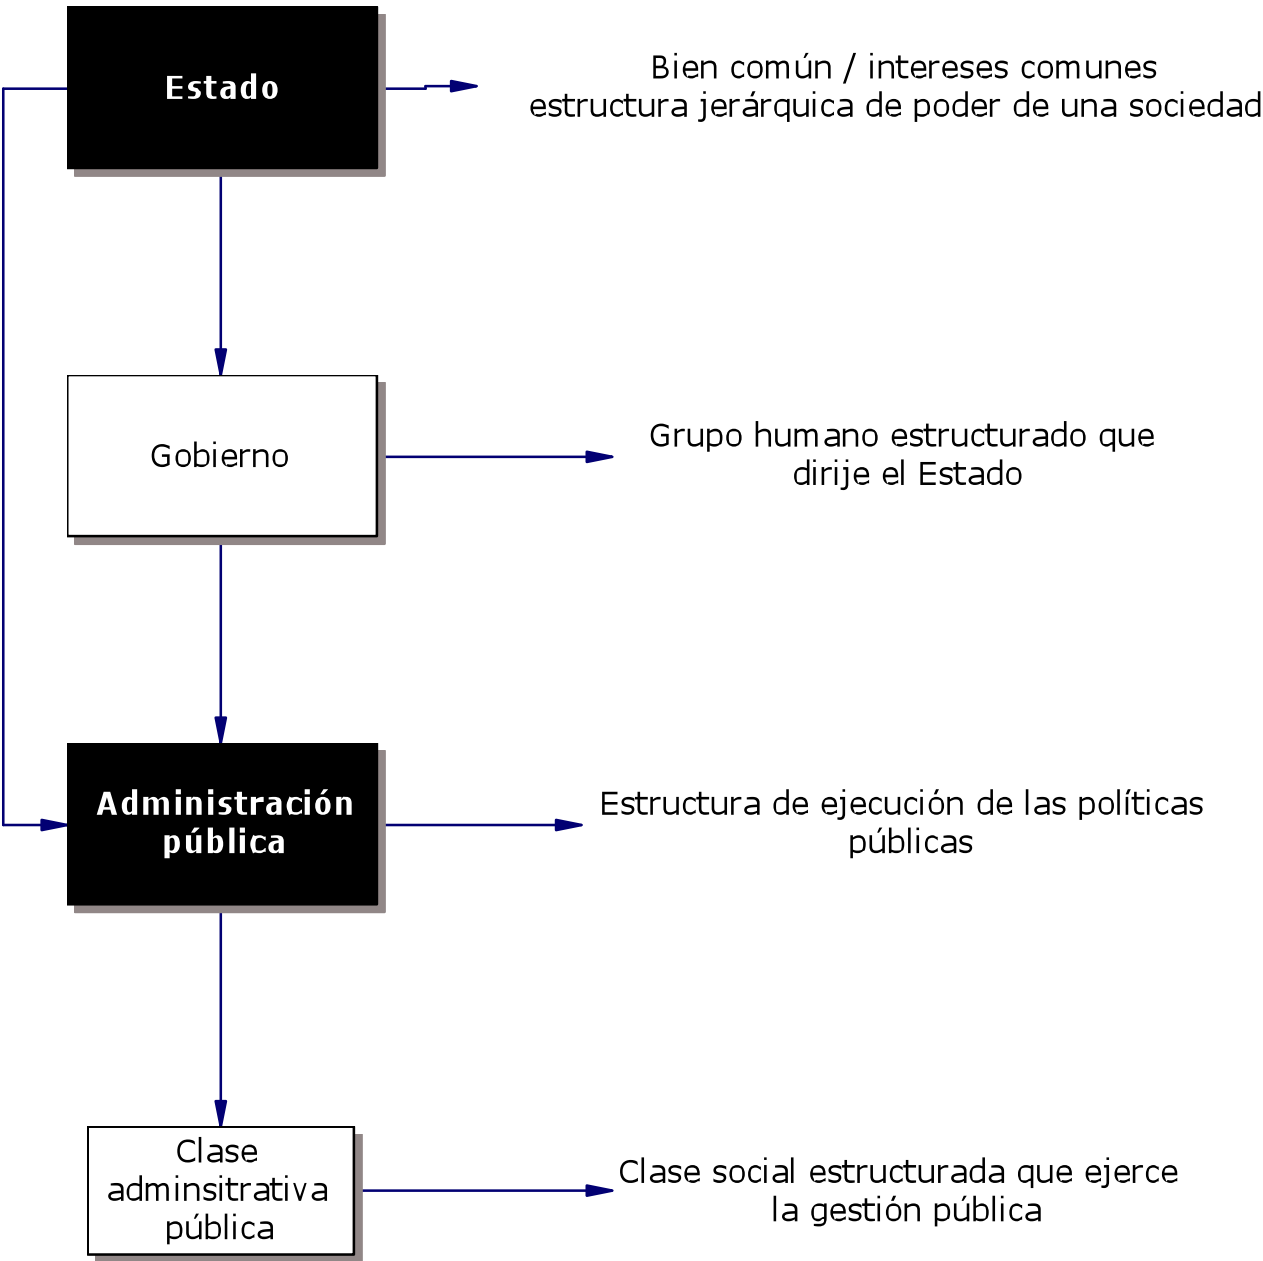 Estado
Bien común / intereses comunes
estructura jerárquica de poder de una sociedad
Gobierno
Grupo humano estructurado que
dirije el Estado
Administración
pública
Estructura de ejecución de las políticas
públicas
Clase
adminsitrativa
pública
Clase social estructurada que ejerce
la gestión pública